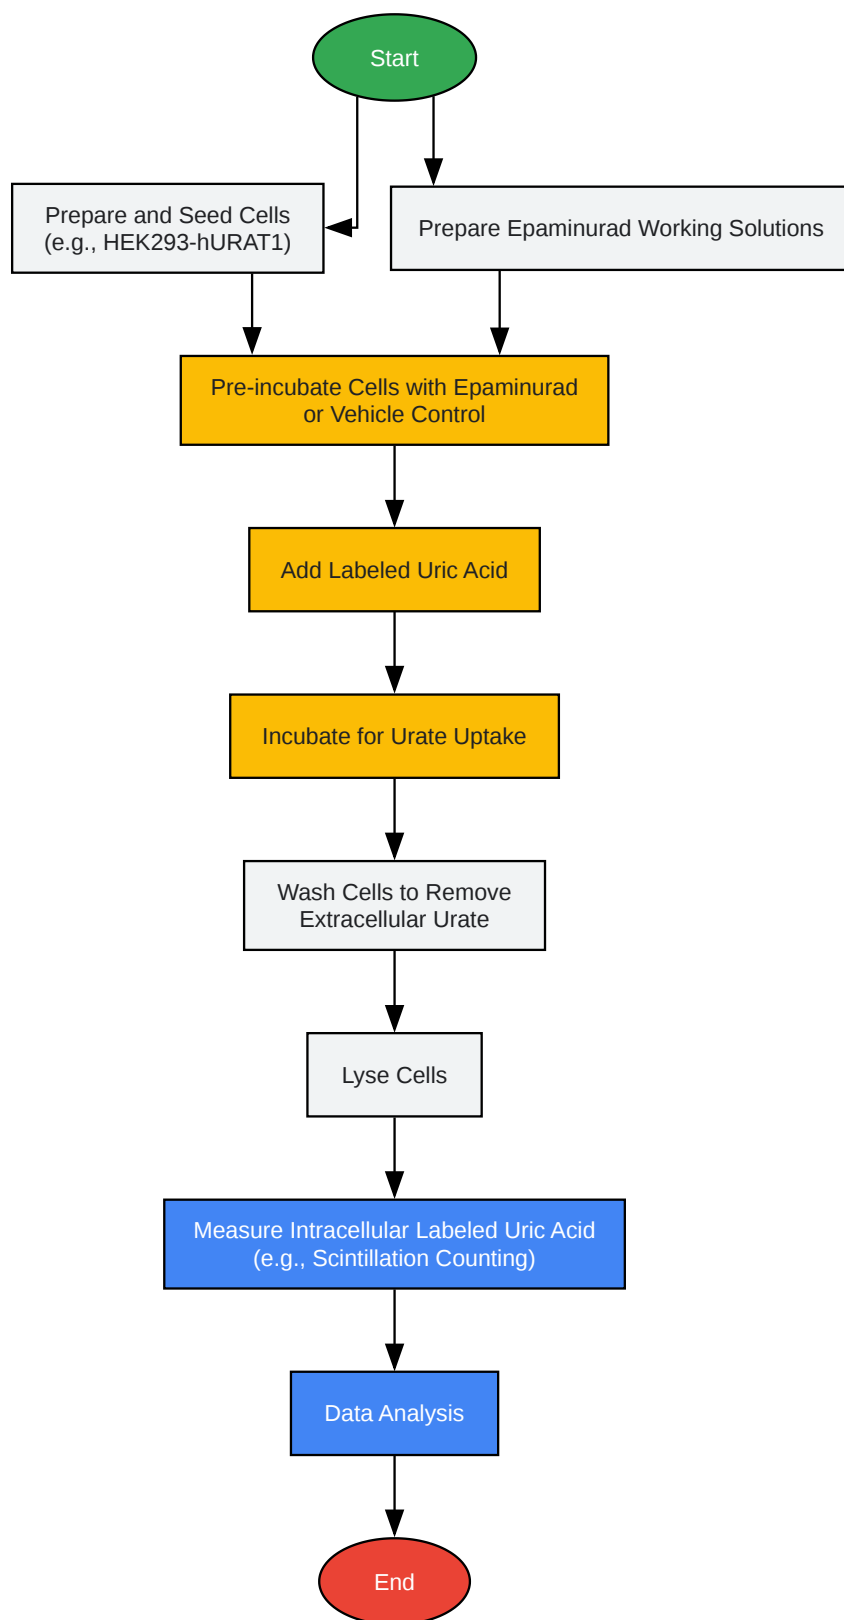 Start
Prepare and Seed Cells
(e.g., HEK293-hURAT1)
Prepare Epaminurad Working Solutions
Pre-incubate Cells with Epaminurad
or Vehicle Control
Add Labeled Uric Acid
Incubate for Urate Uptake
Wash Cells to Remove
Extracellular Urate
Lyse Cells
Measure Intracellular Labeled Uric Acid
(e.g., Scintillation Counting)
Data Analysis
End